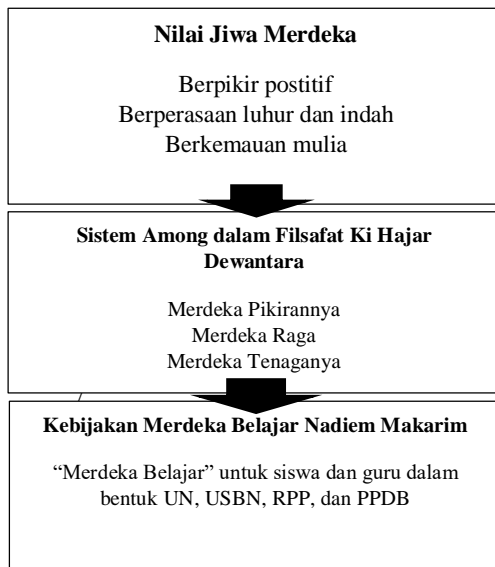 Nilai Jiwa Merdeka
Berpikir postitif
Berperasaan luhur dan indah
Berkemauan mulia
Sistem Among dalam Filsafat Ki Hajar
Dewantara
Merdeka Pikirannya
Merdeka Raga
Merdeka Tenaganya
Kebijakan Merdeka Belajar Nadiem Makarim
“Merdeka Belajar” untuk siswa dan guru dalam
bentuk UN, USBN, RPP, dan PPDB